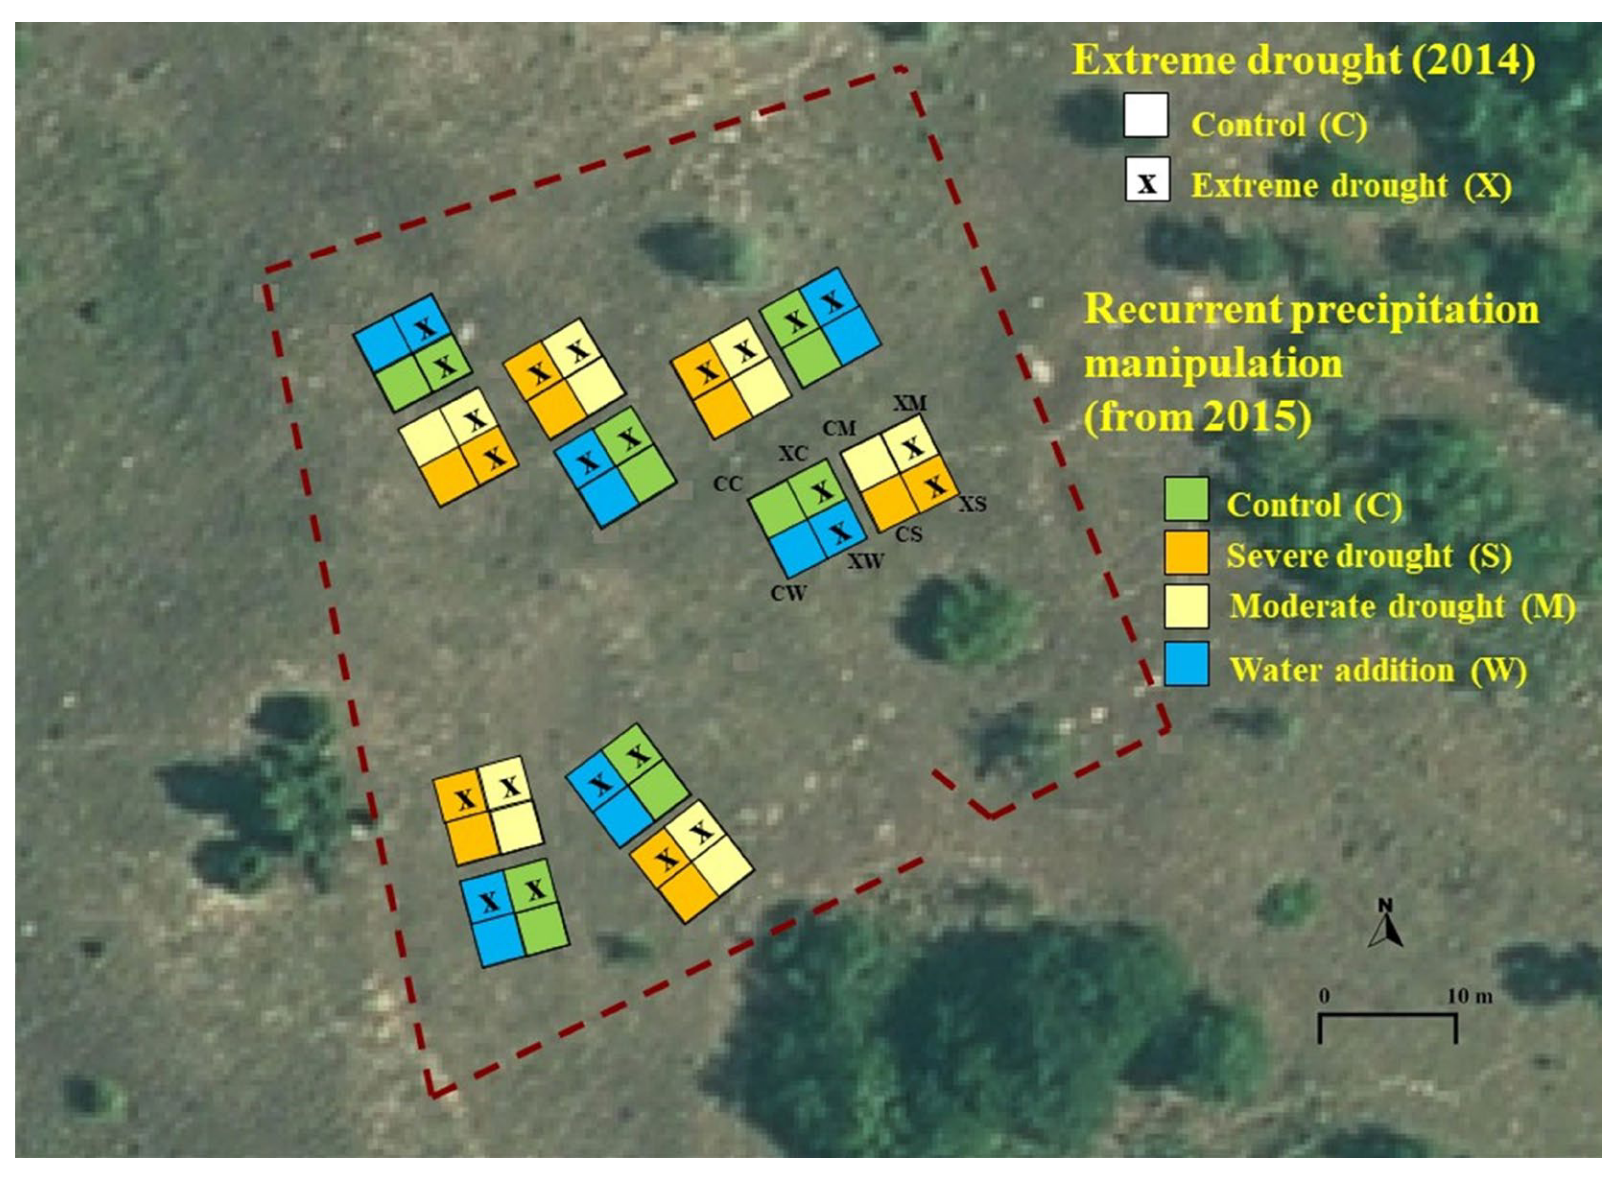 Extreme drought (2014)
Control (C)
X Extreme drought (X)
Recurrent precipitation
manipulation
(from 2015)
Control (C)
Severe drought (S)
Moderate drought (M)
Water addition (W)
X
X
X
X
X
X
X
X
X
X
X
X
XM
CM
X
XC
X
CC
X
X
XS
CS
X
XW
CW
X
X
X
X
X
X
X
X
N
0 10 m